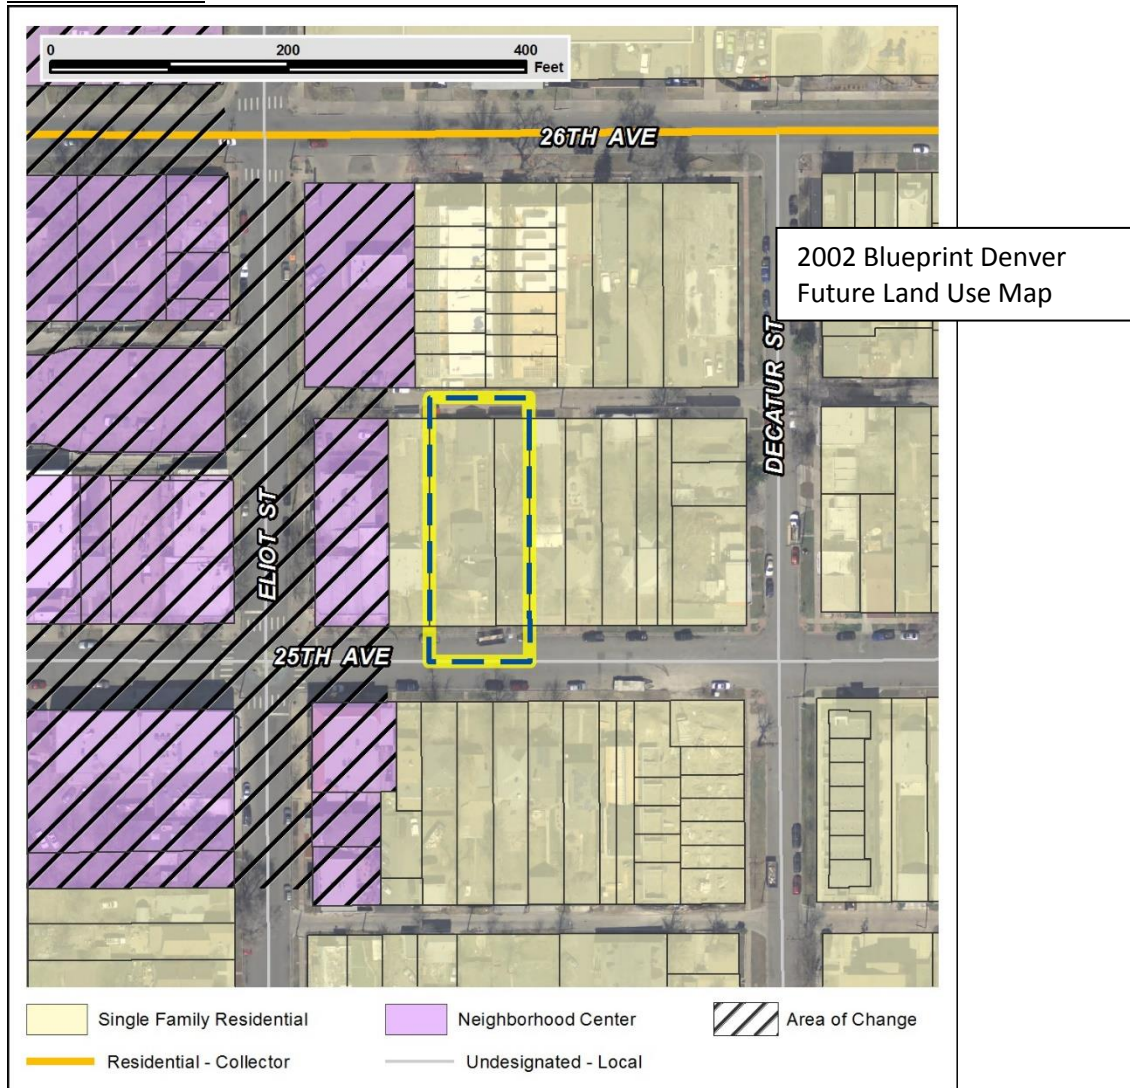 0 200 400
Feet
26TH AVE
2002 Blueprint Denver
Future Land Use Map
DECATUR ST
ELIOT ST
25TH AVE
Single Family Residential
Neighborhood Center
Area of Change
Residential - Collector
Undesignated - Local